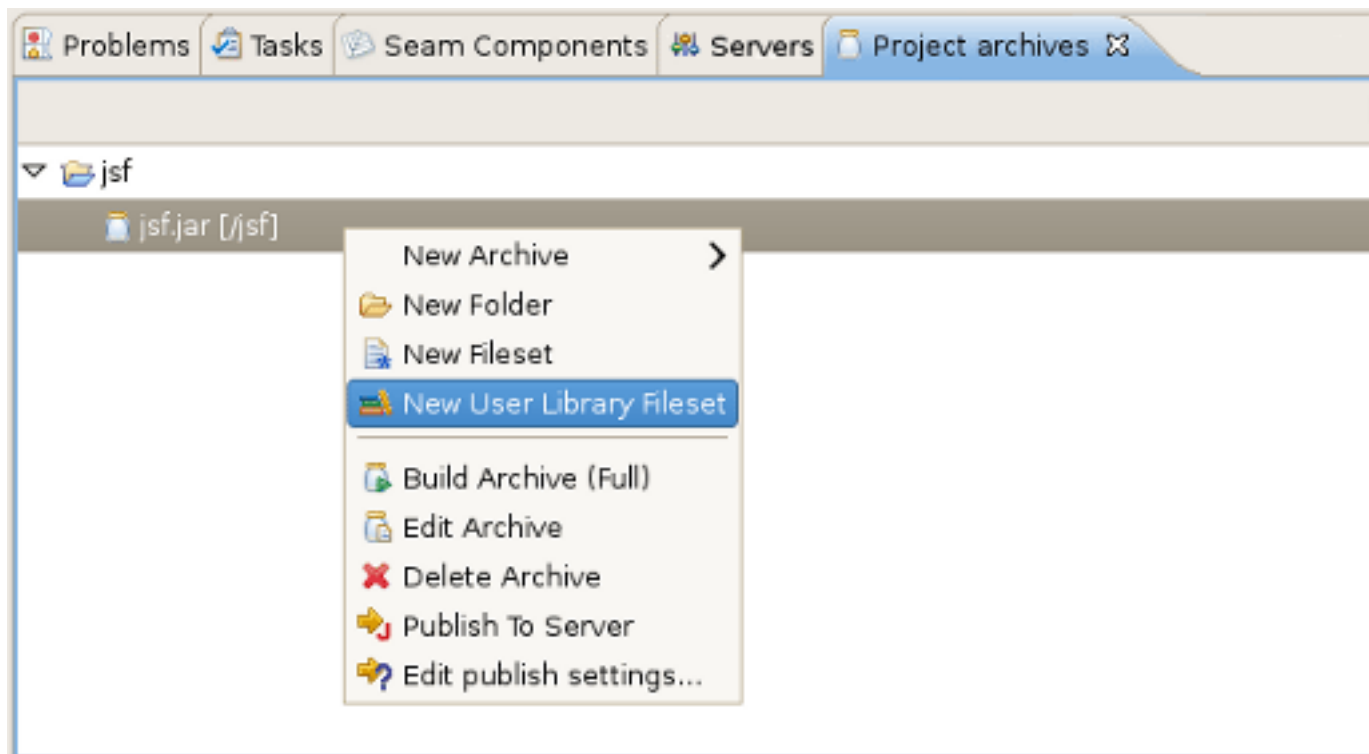 Problems Tasks Seam Components Servers Project archives
jsf
jsf.jar [/jsf]
New Archive
New Folder
New Fileset
New User Library Fileset
Build Archive (Full)
Edit Archive
Delete Archive
Publish To Server
Edit publish settings...